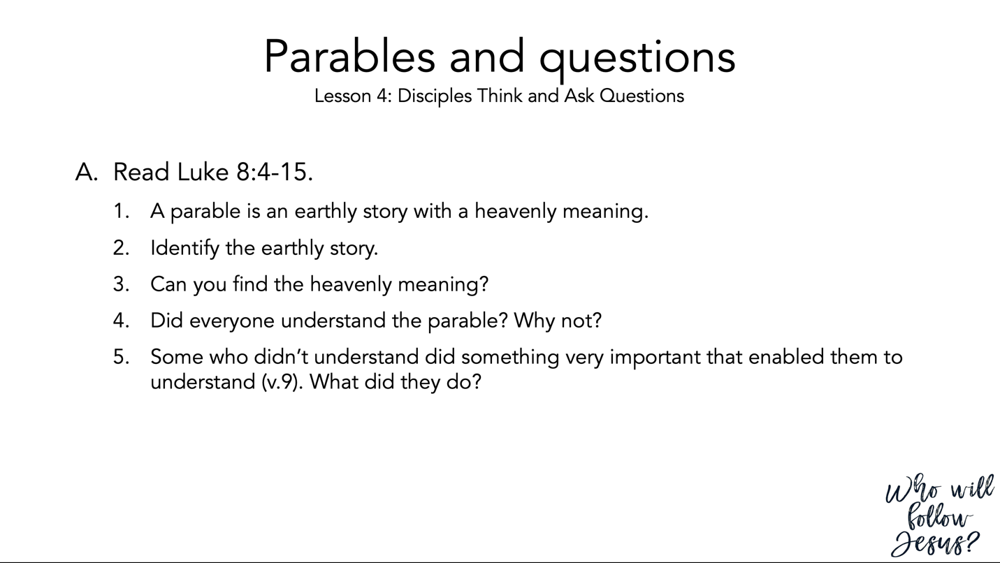 Parables and questions
Lesson 4: Disciples Think and Ask Questions
A. Read Luke 8:4-15.
1. A parable is an earthly story with a heavenly meaning.
2. Identify the earthly story.
3. Can you find the heavenly meaning?
4. Did everyone understand the parable? Why not?
5. Some who didn’t understand did something very important that enabled them to
understand (v.9). What did they do?
Who will
follow
Jesus?